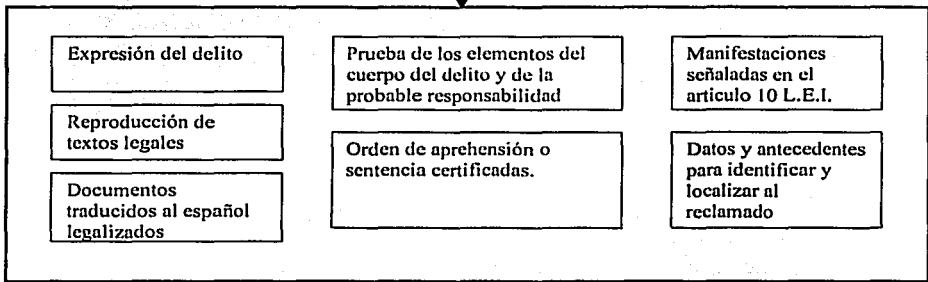 Expresión del delito
Reproducción de
textos legales
Documentos
traducidos al español
legalizados
Prueba de los elementos del
cuerpo del delito y de la
probable responsabilidad
Orden de aprehensión o
sentencia certificadas.
Manifestaciones
señaladas en el
articulo 10 L.E.I.
Datos y antecedentes
para identificar y
localizar al
reclamado